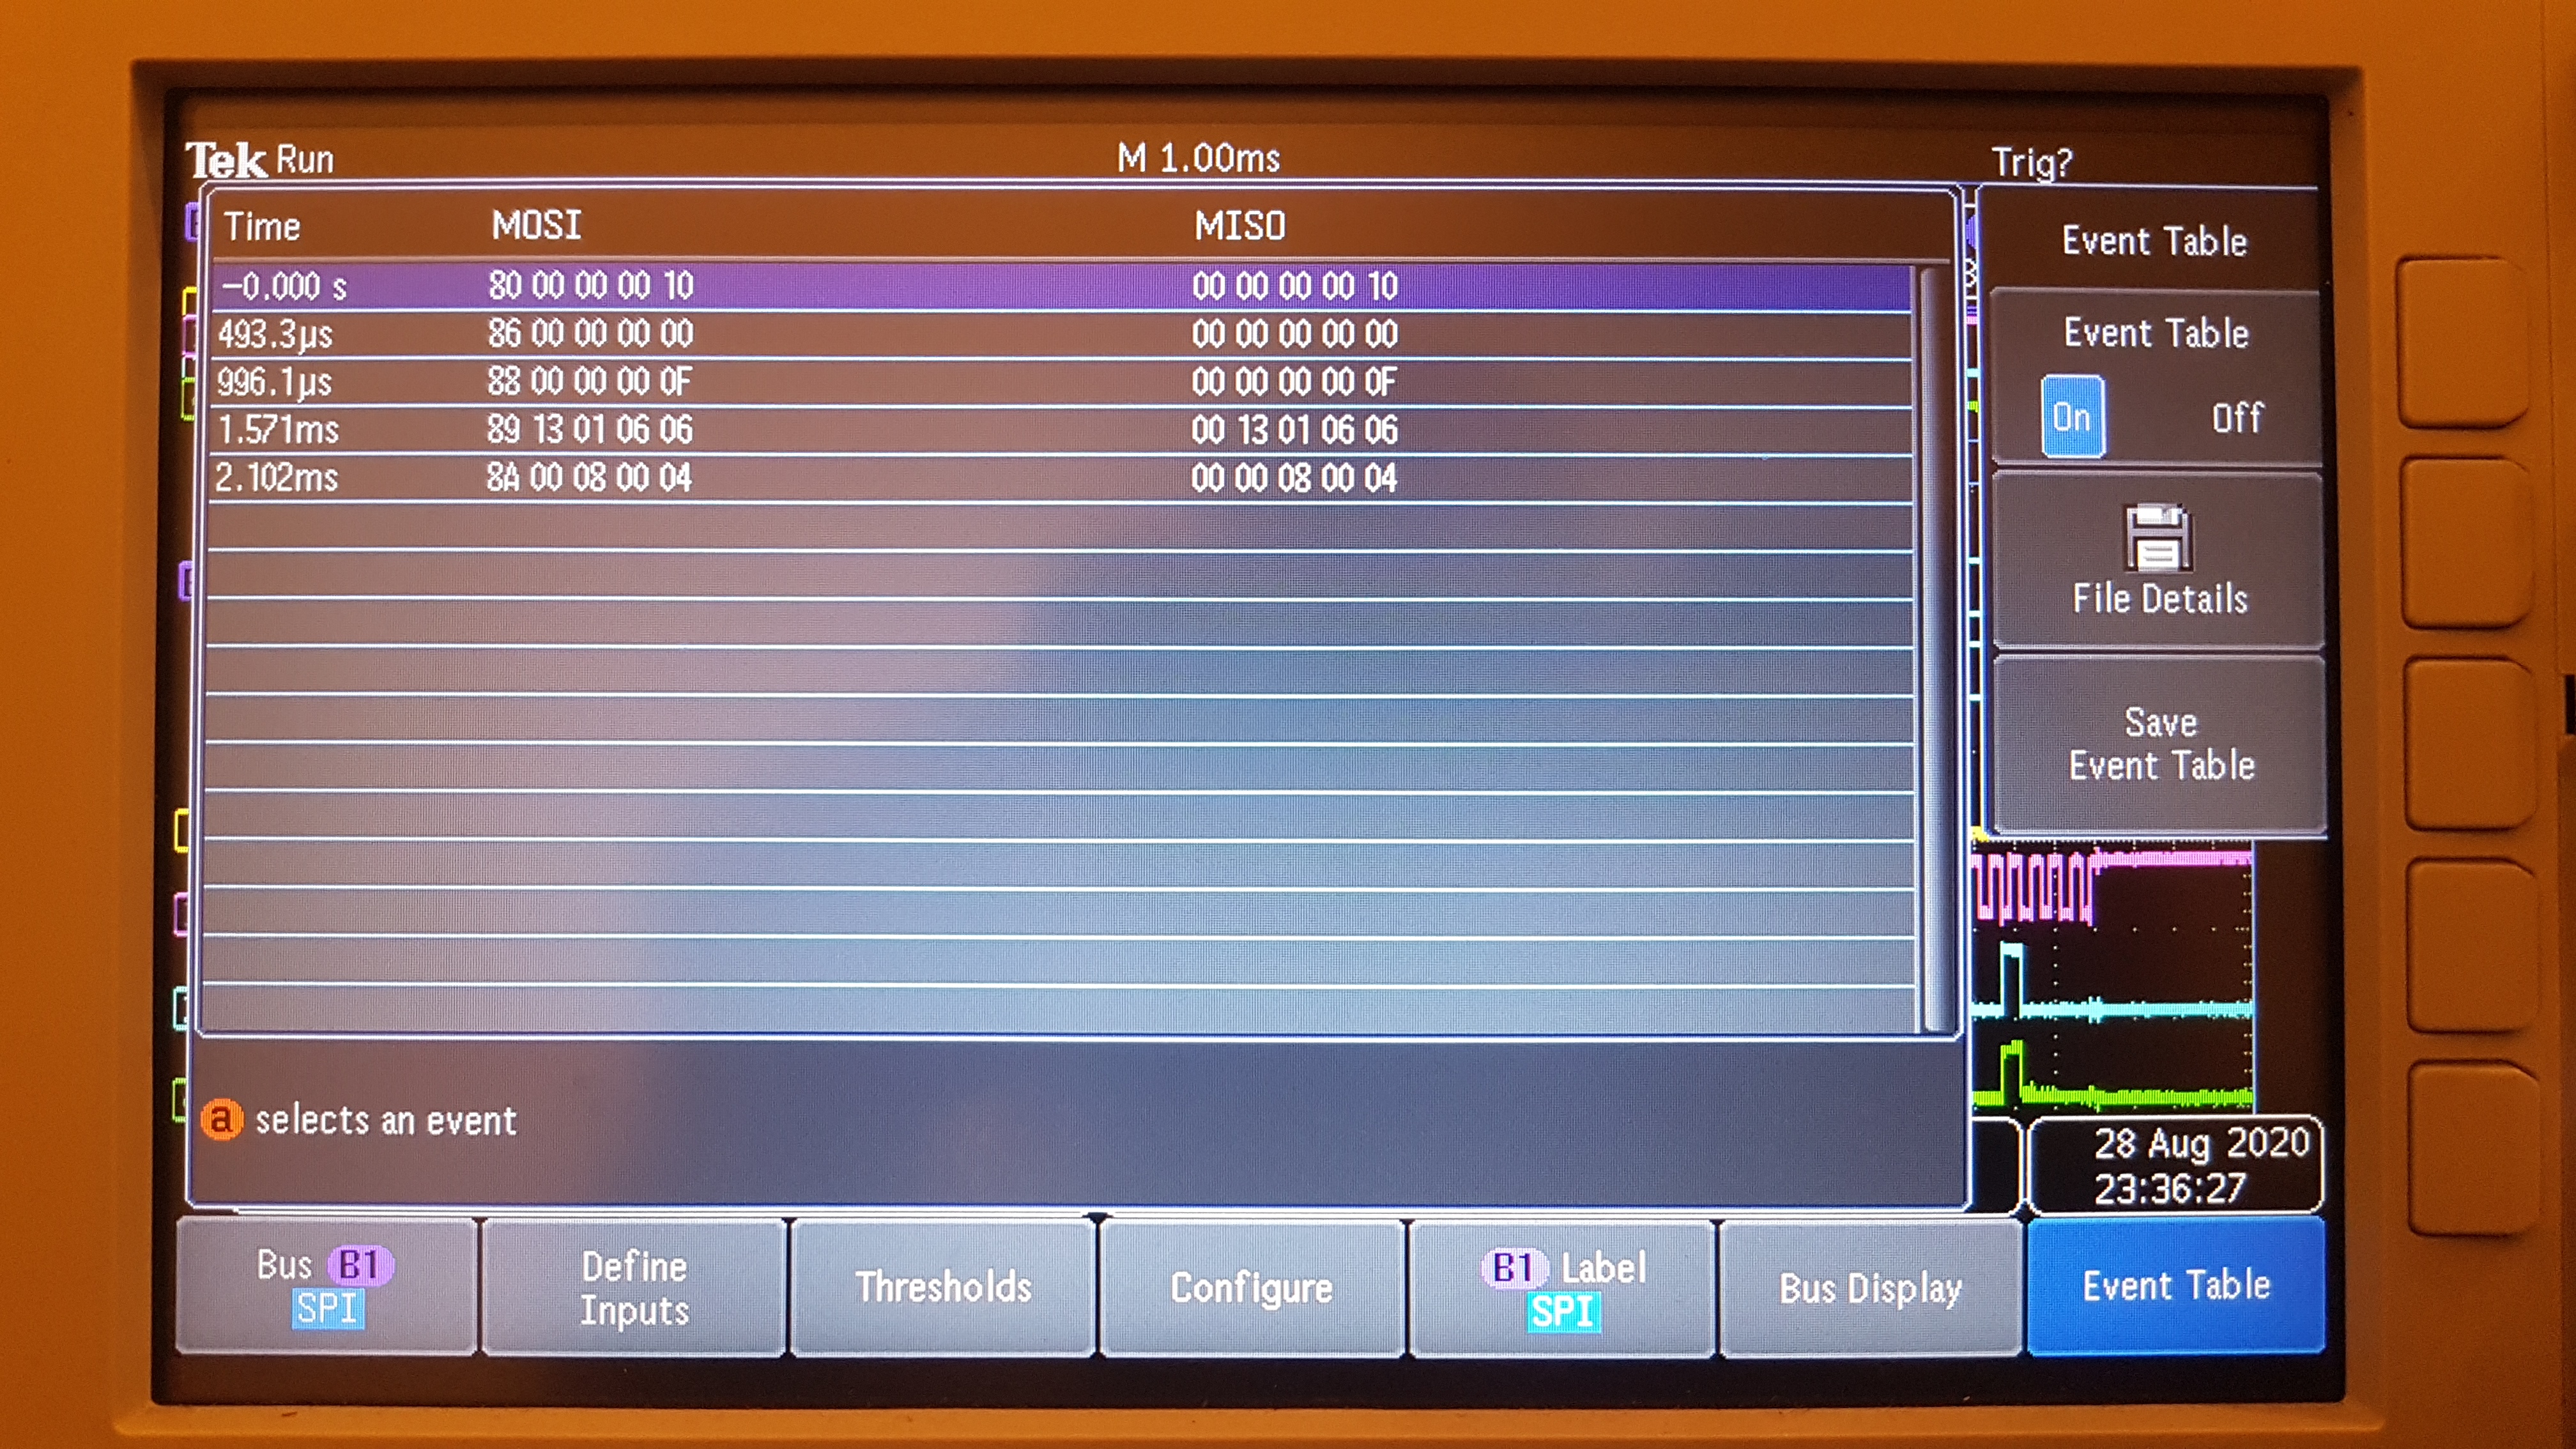 Tek Run M 1.00ms Trig?
Time MOSI MISO
-0.000 s 80 00 00 00 10 00 00 00 00 10
493.3µs 86 00 00 00 00 00 00 00 00 00
996.1µs 88 00 00 00 0F 00 00 00 00 0F
1.571ms 89 13 01 06 06 00 13 01 06 06
2.102ms 8A 00 08 00 04 00 00 08 00 04
a selects an event
Event Table
Event Table
On Off
File Details
Save
Event Table
28 Aug 2020
23:36:27
Bus B1
SPI
Define
Inputs
Thresholds
Configure
B1 Label
SPI
Bus Display
Event Table